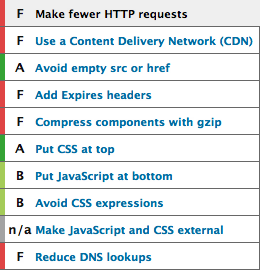 F Make fewer HTTP requests
F Use a Content Delivery Network (CDN)
A Avoid empty src or href
F Add Expires headers
F Compress components with gzip
A Put CSS at top
B Put JavaScript at bottom
B Avoid CSS expressions
n/a Make JavaScript and CSS external
F Reduce DNS lookups